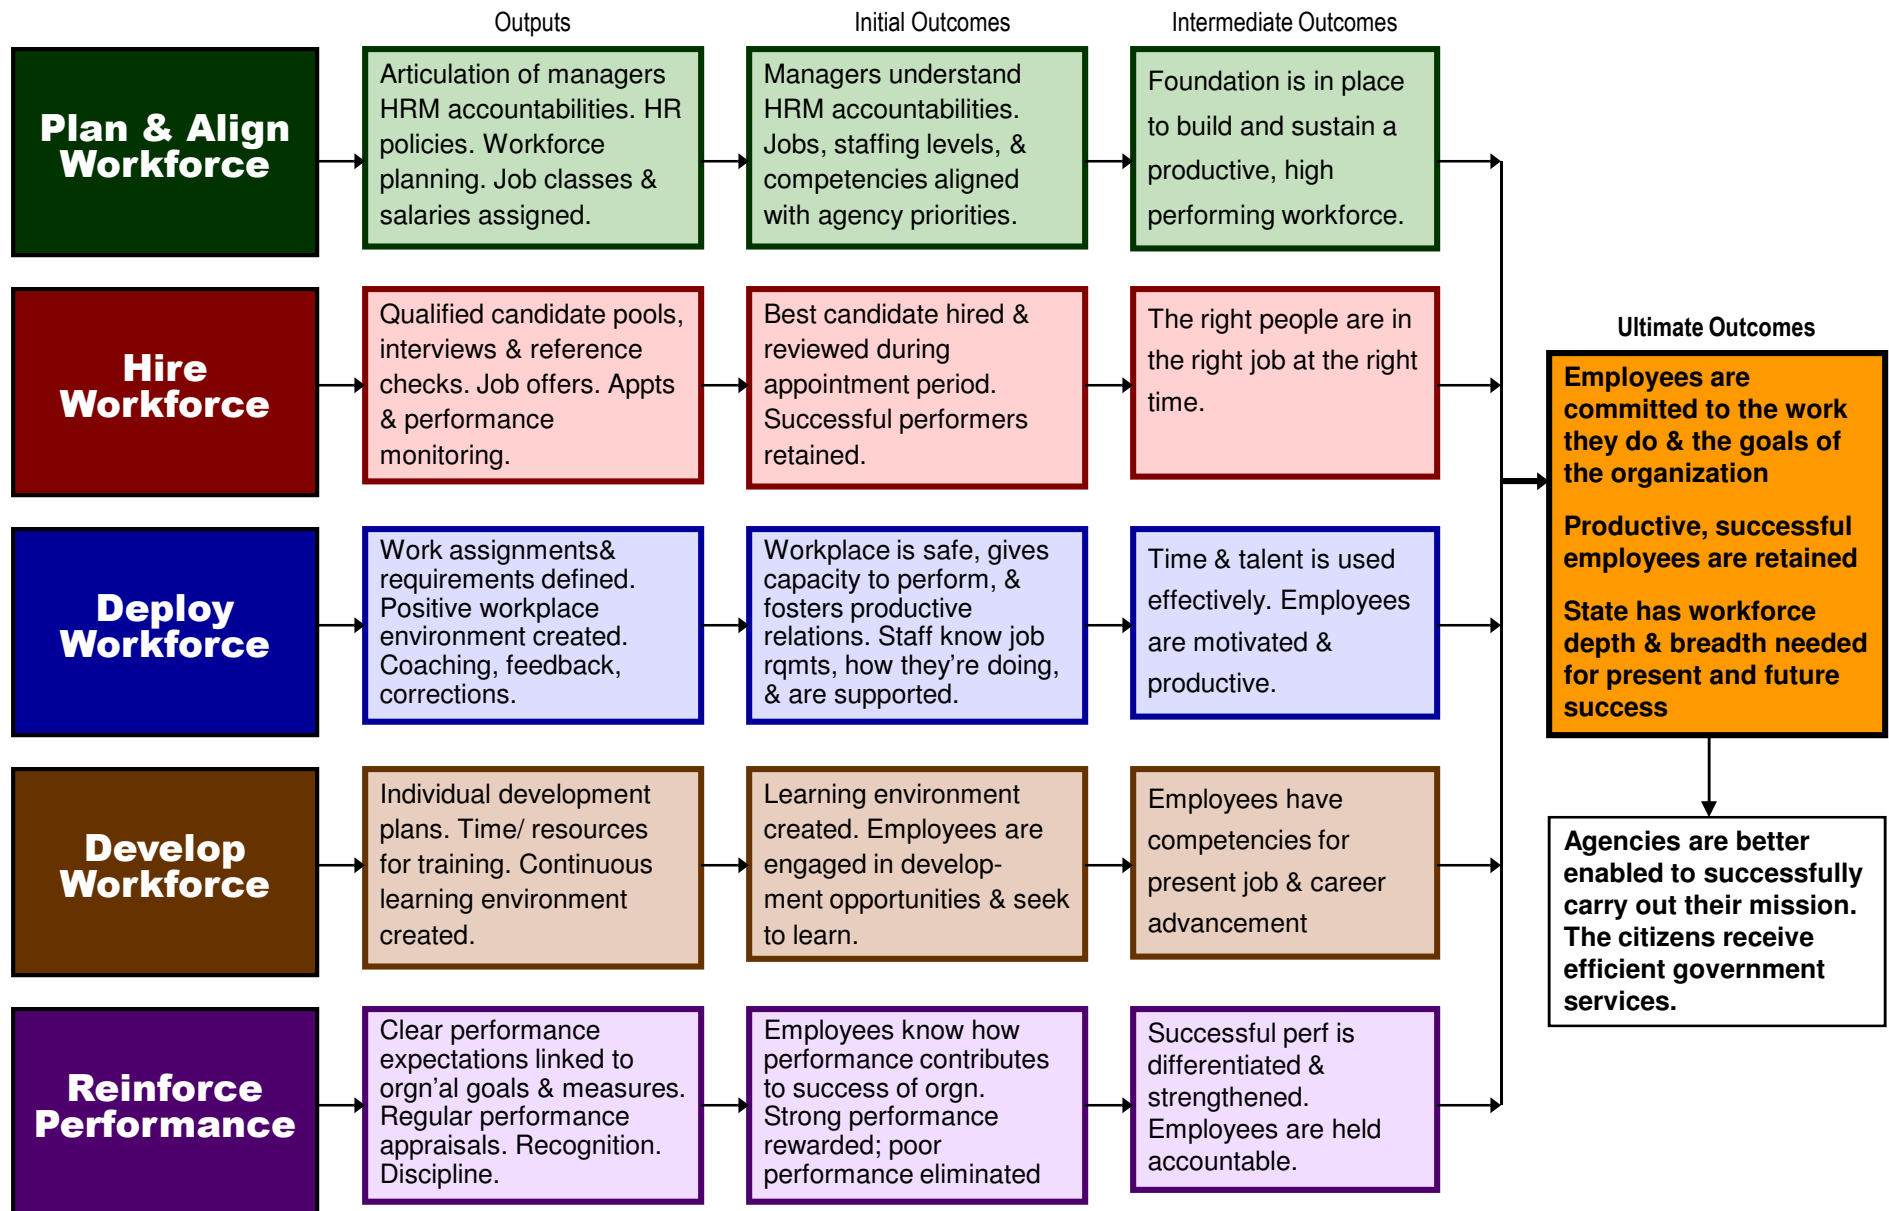 Outputs
Initial Outcomes
Intermediate Outcomes
Plan & Align
Workforce
Articulation of managers
HRM accountabilities. HR
policies. Workforce
planning. Job classes &
salaries assigned.
Managers understand
HRM accountabilities.
Jobs, staffing levels, &
competencies aligned
with agency priorities.
Foundation is in place
to build and sustain a
productive, high
performing workforce.
Hire
Workforce
Qualified candidate pools,
interviews & reference
checks. Job offers. Appts
& performance
monitoring.
Best candidate hired &
reviewed during
appointment period.
Successful performers
retained.
The right people are in
the right job at the right
time.
Deploy
Workforce
Work assignments&
requirements defined.
Positive workplace
environment created.
Coaching, feedback,
corrections.
Workplace is safe, gives
capacity to perform, &
fosters productive
relations. Staff know job
rqmts, how they’re doing,
& are supported.
Time & talent is used
effectively. Employees
are motivated &
productive.
Develop
Workforce
Individual development
plans. Time/ resources
for training. Continuous
learning environment
created.
Learning environment
created. Employees are
engaged in develop-
ment opportunities & seek
to learn.
Employees have
competencies for
present job & career
advancement
Reinforce
Performance
Clear performance
expectations linked to
orgn’al goals & measures.
Regular performance
appraisals. Recognition.
Discipline.
Employees know how
performance contributes
to success of orgn.
Strong performance
rewarded; poor
performance eliminated
Successful perf is
differentiated &
strengthened.
Employees are held
accountable.
Ultimate Outcomes
Employees are
committed to the work
they do & the goals of
the organization
Productive, successful
employees are retained
State has workforce
depth & breadth needed
for present and future
success
Agencies are better
enabled to successfully
carry out their mission.
The citizens receive
efficient government
services.